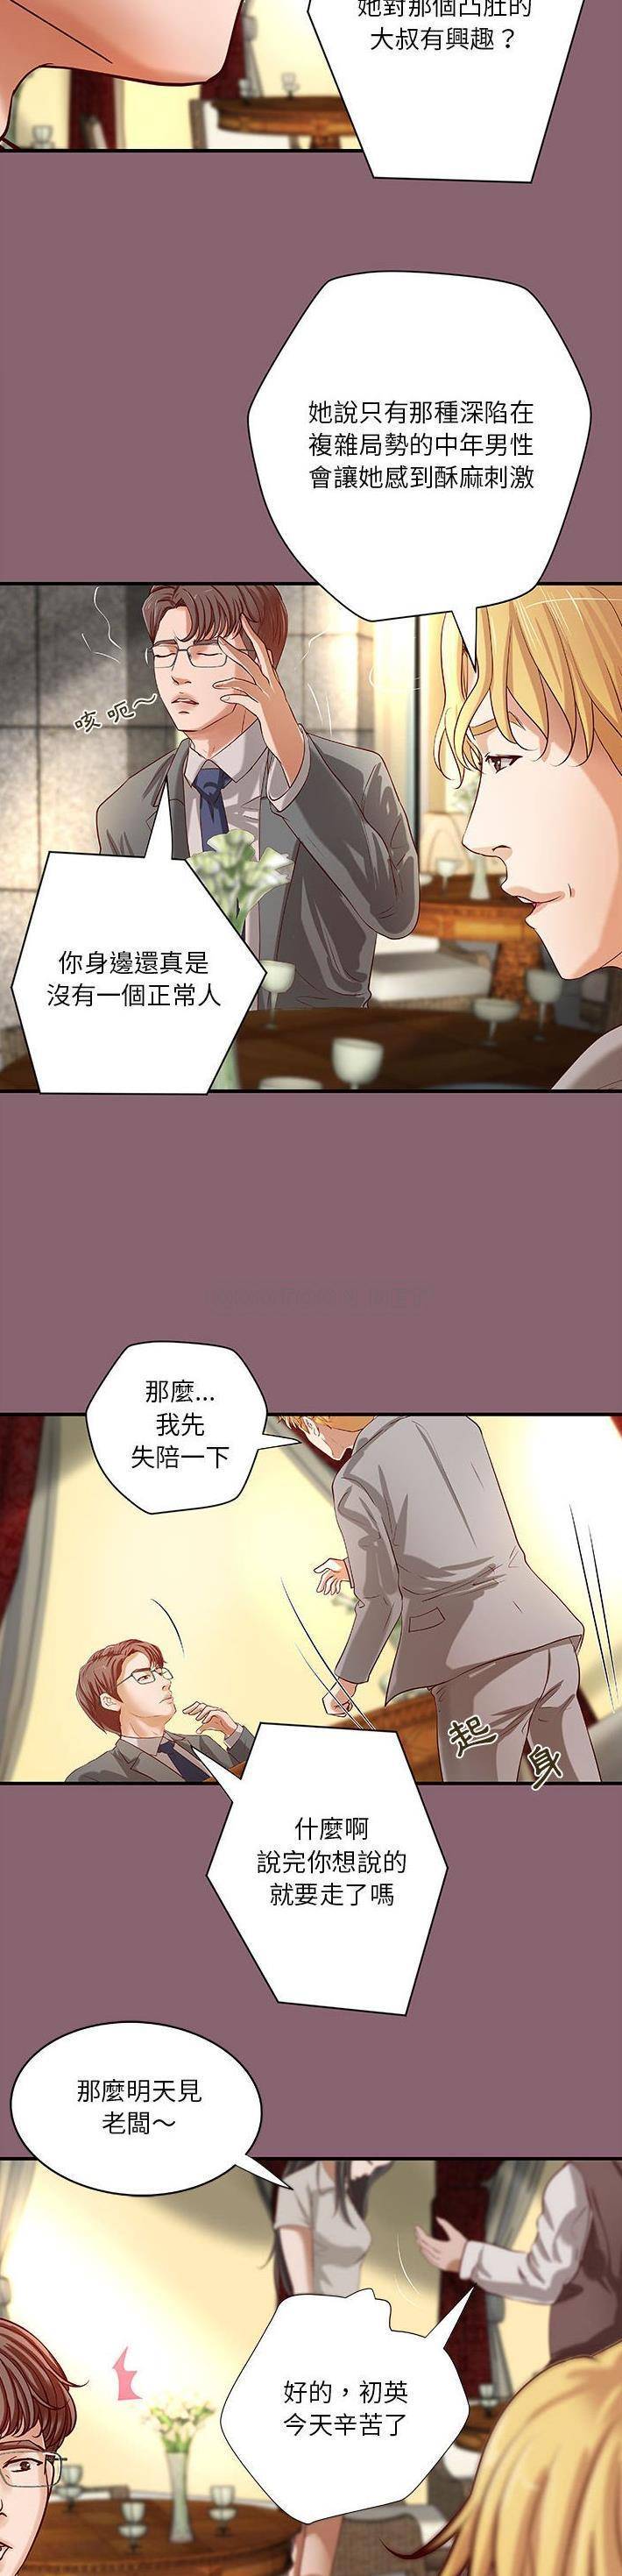 她對那個凸肚的
大叔有興趣？
她說只有那種深陷在
複雜局勢的中年男性
會讓她感到酥麻刺激
咳 呃～
你身邊還真是
沒有一個正常人
那麼…
我先
失陪一下
起身
什麼啊
說完你想說的
就要走了嗎
那麼明天見
老闆～
好的，初英
今天辛苦了